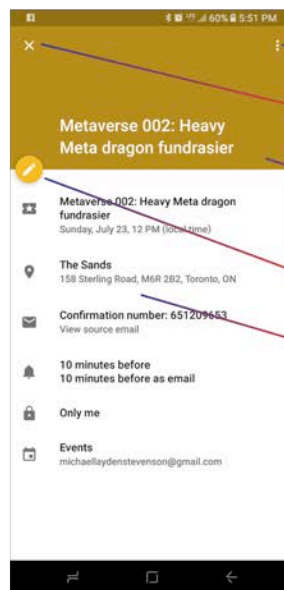 60% 5:51 PM
Metaverse 002: Heavy
Meta dragon fundrasier
Metaverse 002: Heavy Meta dragon
fundrasier
Sunday, July 23, 12 PM (local time)
The Sands
158 Sterling Road, M6R 2B2, Toronto, ON
Confirmation number: 651209653
View source email
10 minutes before
10 minutes before as email
Only me
Events
michaellaydenstevenson@gmail.com